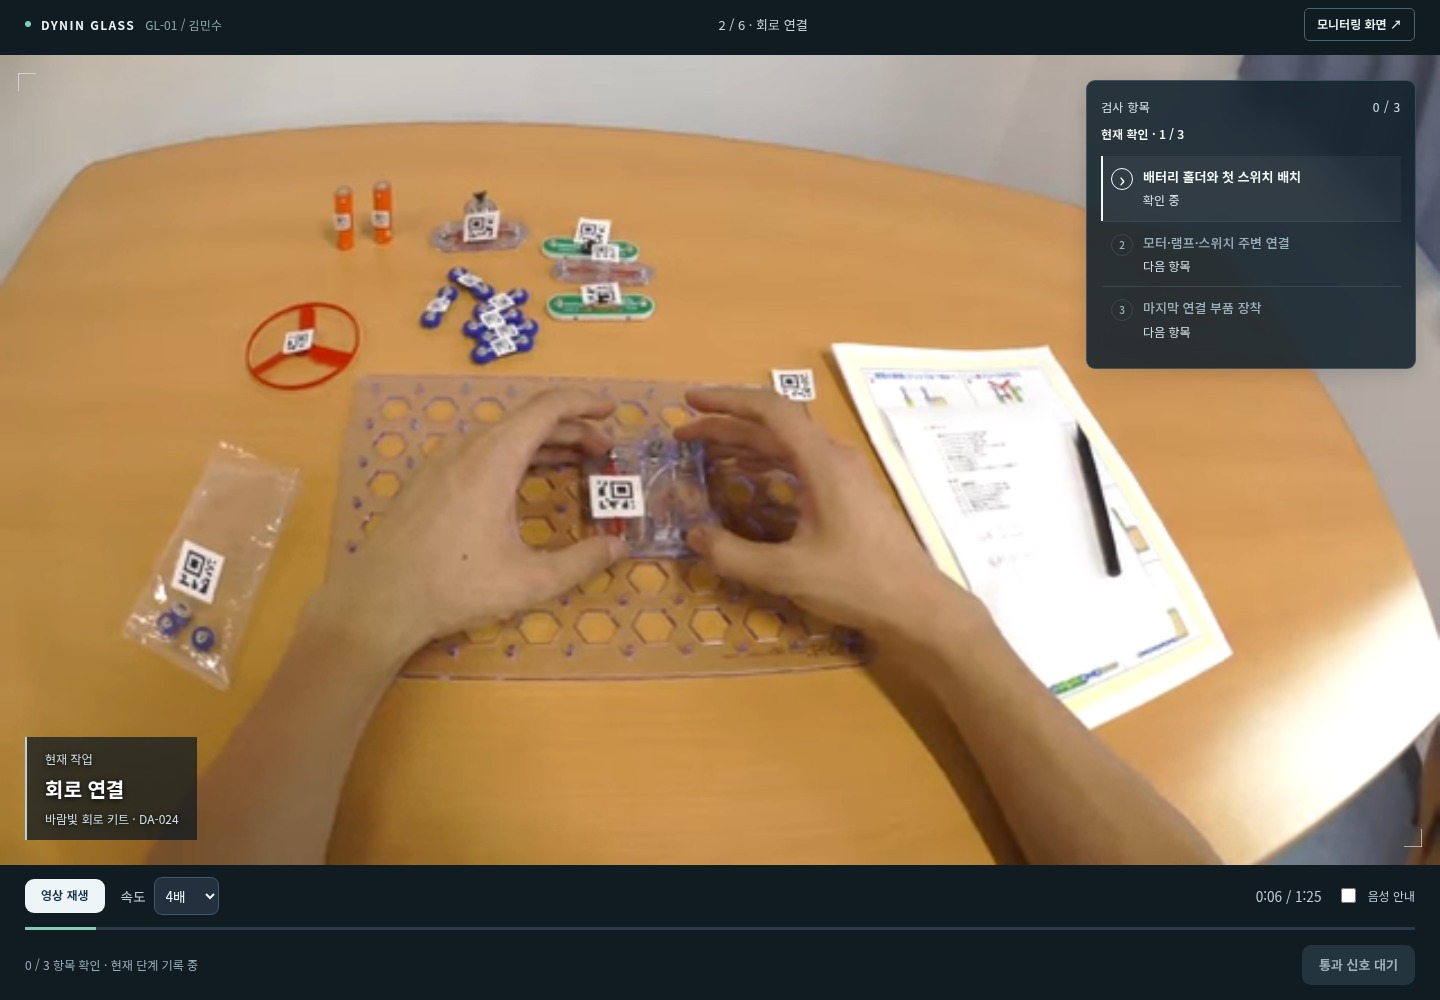 DYNIN GLASS GL-01 / 김민수
2 / 6 · 회로 연결
모니터링 화면 ↗
검사 항목 0 / 3
현재 확인 · 1 / 3
배터리 홀더와 첫 스위치 배치
확인 중
2 모터·램프·스위치 주변 연결
다음 항목
3 마지막 연결 부품 장착
다음 항목
현재 작업
회로 연결
바람빛 회로 키트 · DA-024
영상 재생 속도 4배
0:06 / 1:25 음성 안내
0 / 3 항목 확인 · 현재 단계 기록 중
통과 신호 대기